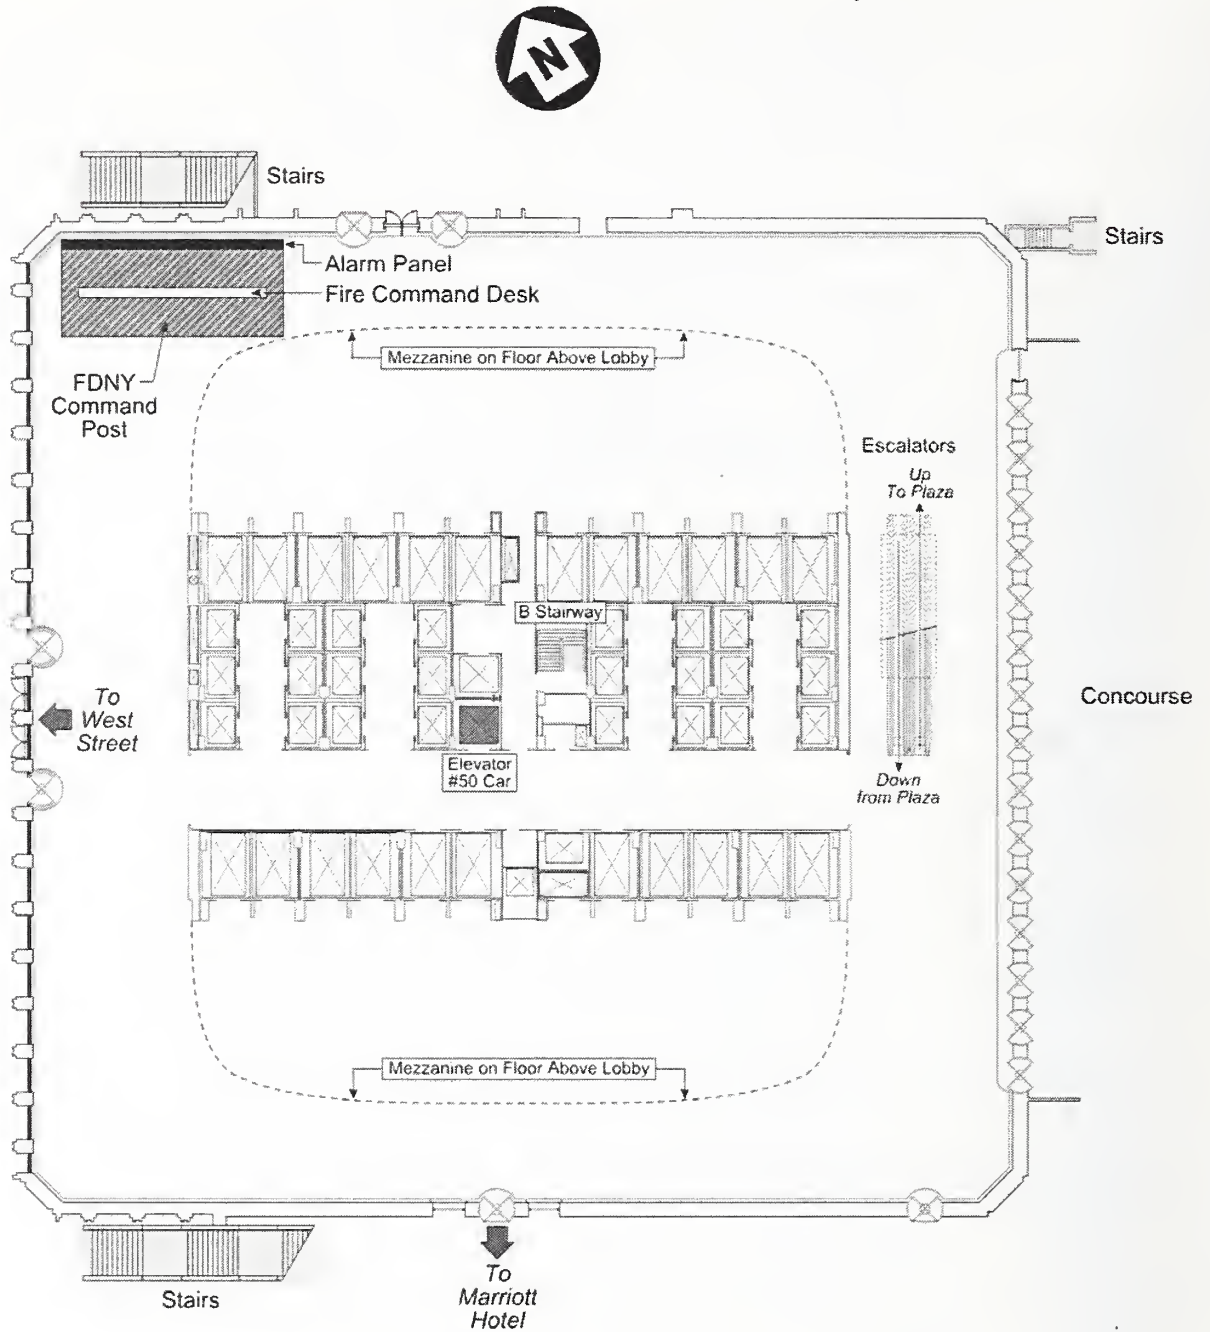 N
Stairs
Stairs
Alarm Panel
Fire Command Desk
Mezzanine on Floor Above Lobby
FDNY
Command
Post
Escalators
Up
To Plaza
B Stairway
To
West
Street
Concourse
Elevator
#50 Car
Down
from Plaza
Mezzanine on Floor Above Lobby
Stairs
To
Marriott
Hotel